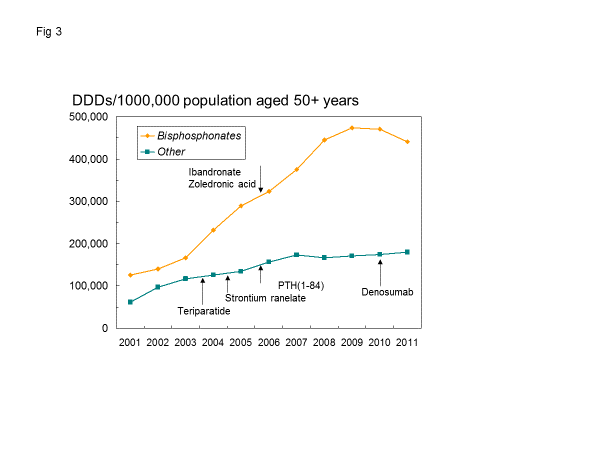 Fig 3
DDDs/1000,000 population aged 50+ years
500,000
400,000
300,000
200,000
100,000
0
Bisphosphonates
Other
Ibandronate
Zoledronic acid
PTH(1-84)
Strontium ranelate
Teriparatide
Denosumab
2001 2002 2003 2004 2005 2006 2007 2008 2009 2010 2011